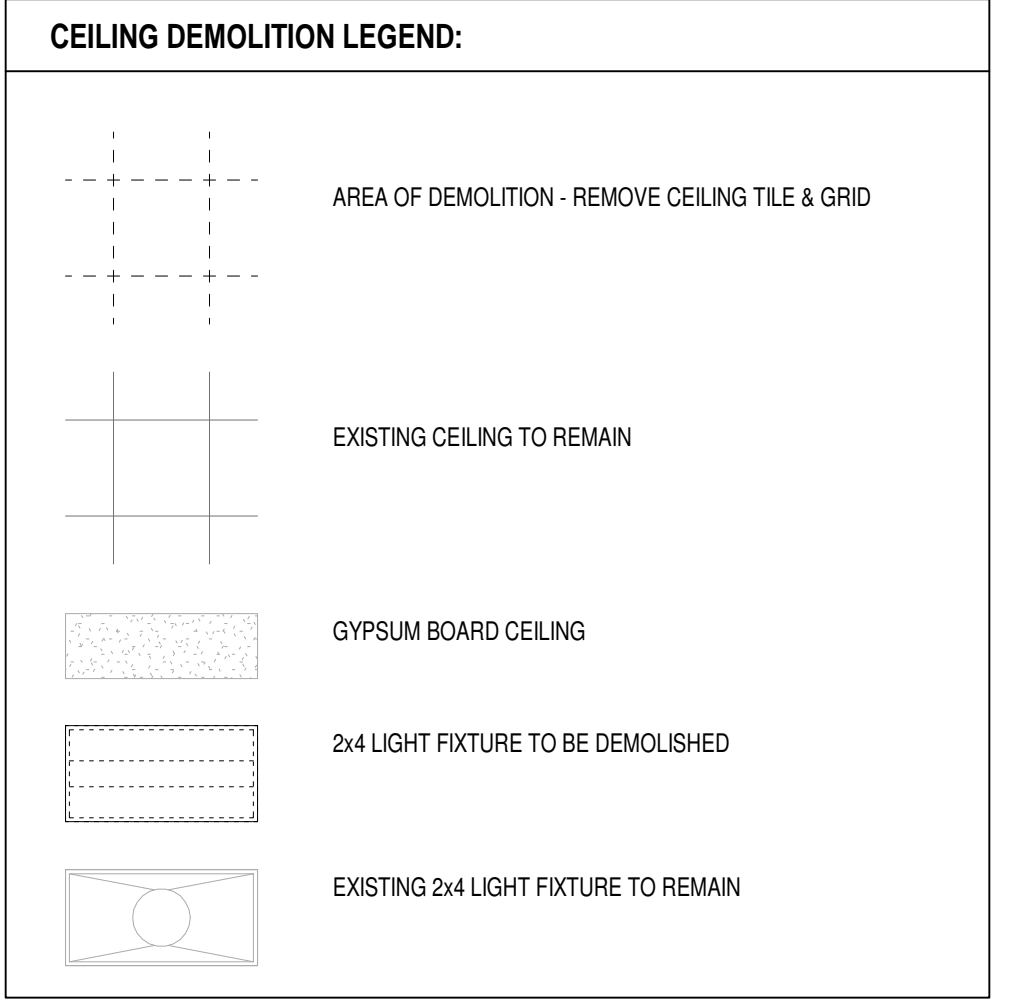 CEILING DEMOLITION LEGEND:
AREA OF DEMOLITION - REMOVE CEILING TILE & GRID
EXISTING CEILING TO REMAIN
GYPSUM BOARD CEILING
2x4 LIGHT FIXTURE TO BE DEMOLISHED
EXISTING 2x4 LIGHT FIXTURE TO REMAIN